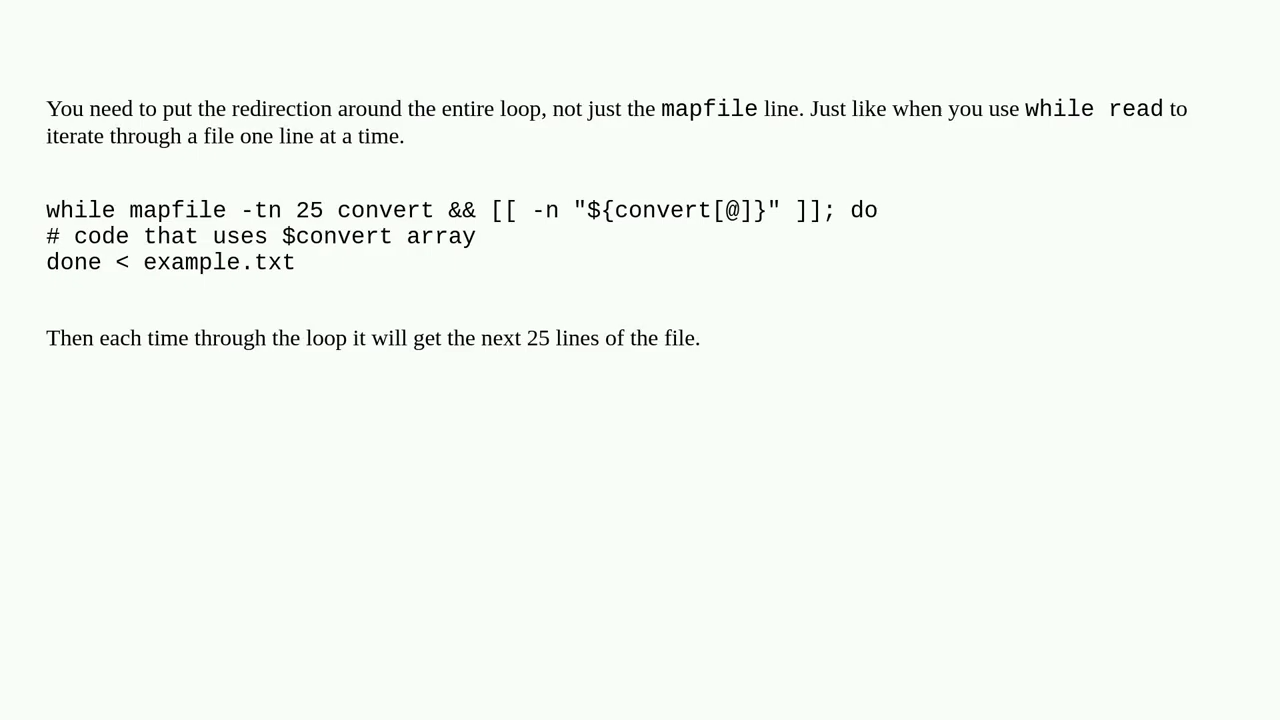 You need to put the redirection around the entire loop, not just the mapfile line. Just like when you use while read to
iterate through a file one line at a time.
while mapfile -tn 25 convert && [[ -n "${convert[@]}" ]]; do
# code that uses $convert array
done < example.txt
Then each time through the loop it will get the next 25 lines of the file.